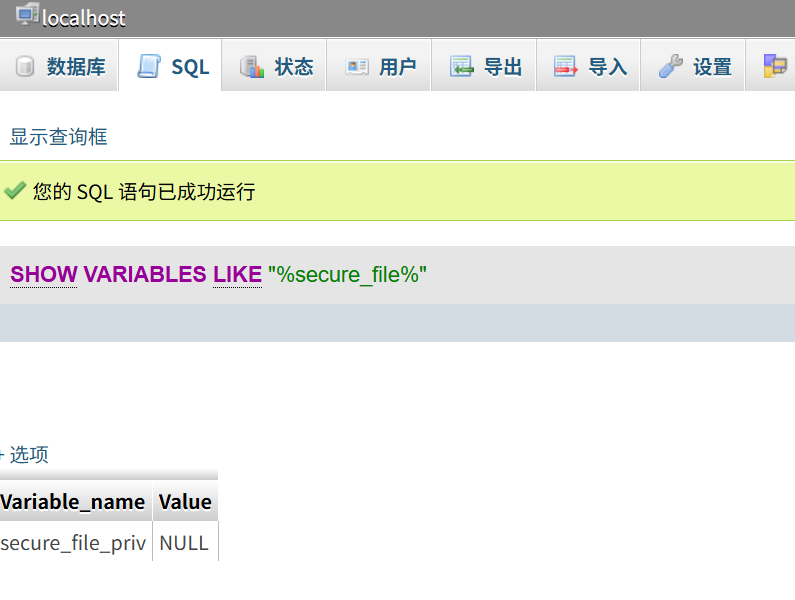 localhost
数据库 SQL 状态 用户 导出 导入 设置
显示查询框
您的 SQL 语句已成功运行
SHOW VARIABLES LIKE "%secure_file%"
+ 选项
Variable_name Value
secure_file_priv NULL